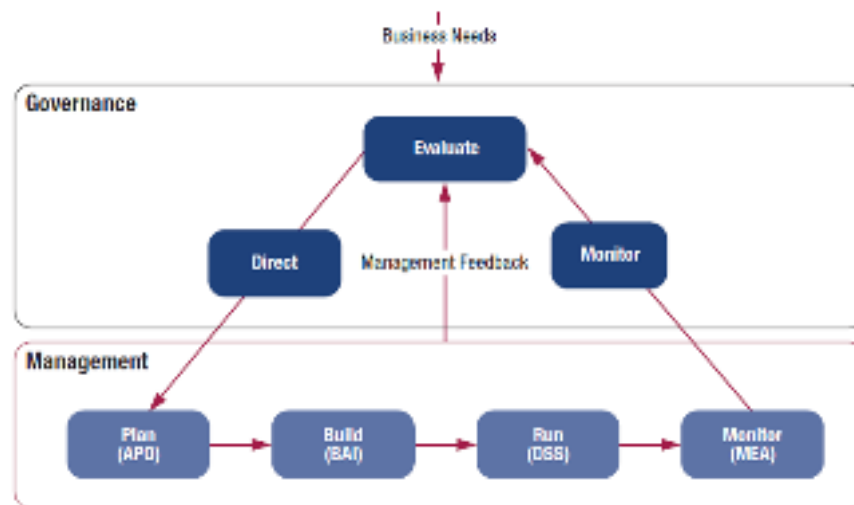 Business Needs
Governance
Evaluate
Direct
Management Feedback
Monitor
Management
Plan
(APO)
Build
(BAI)
Run
(DSS)
Monitor
(MEA)